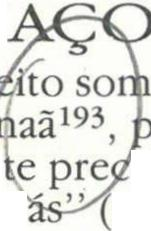 AÇO
eito som
naã¹⁹³, p
te prec
ás" (